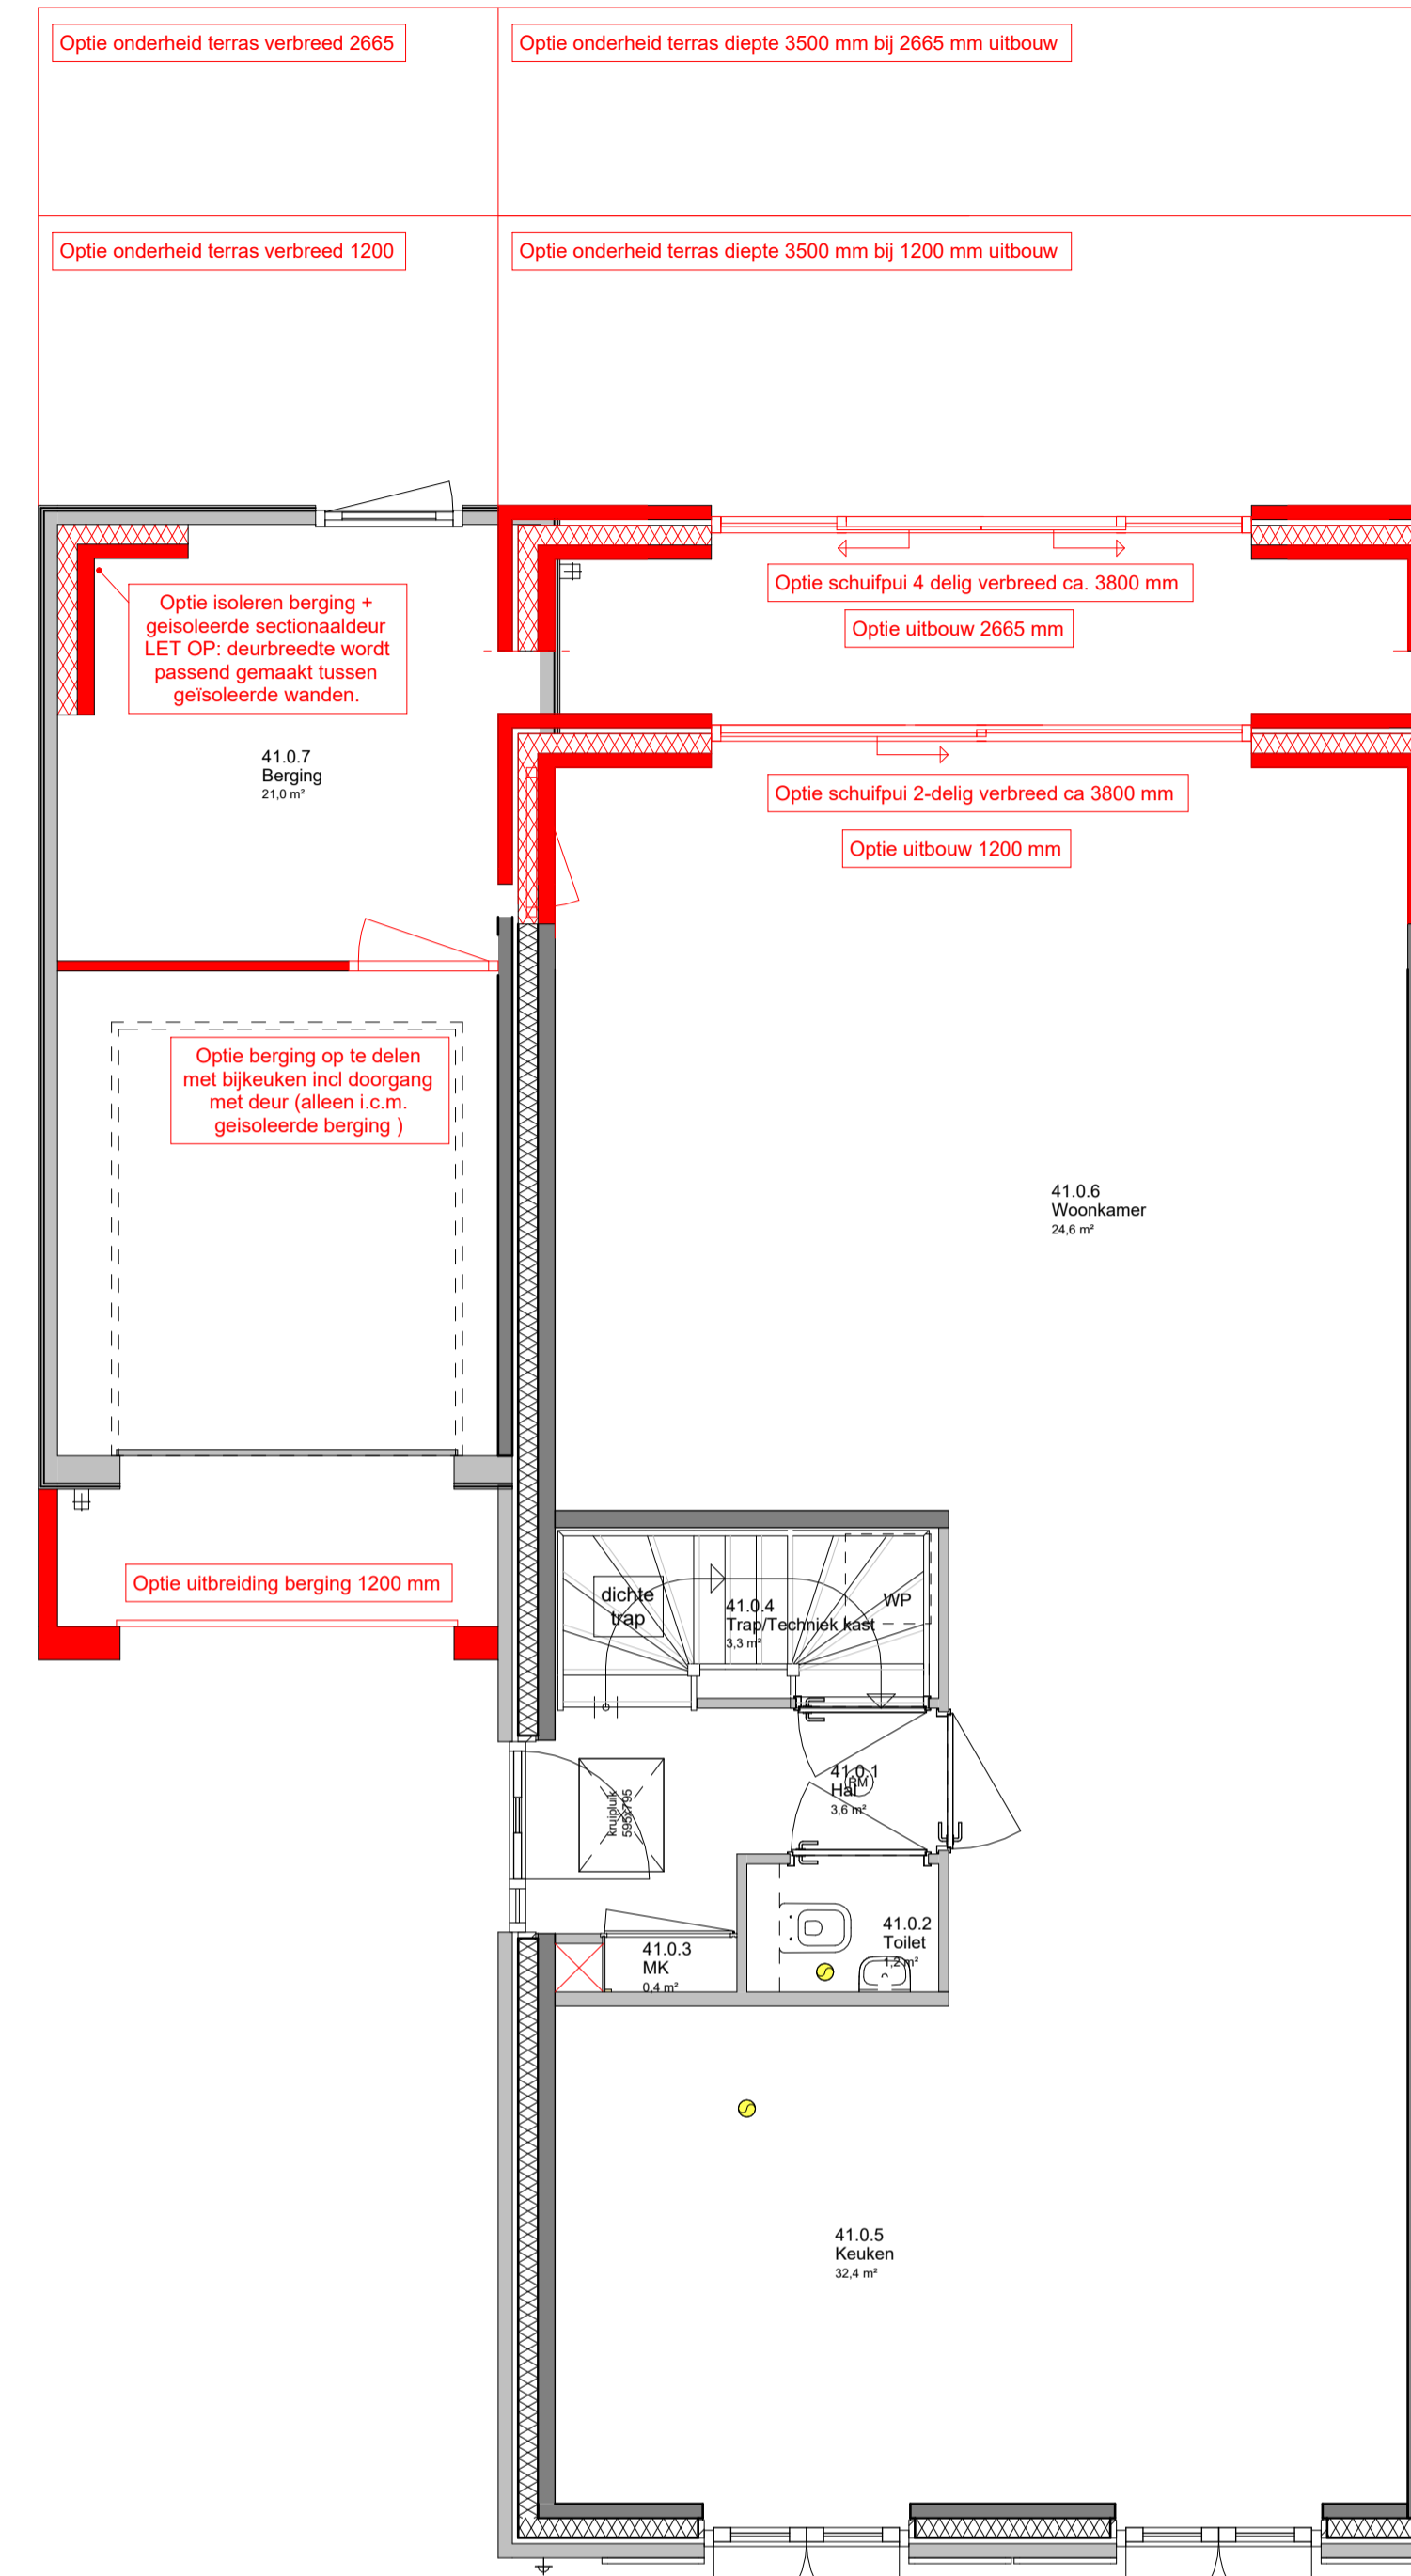 Optie onderheid terras verbreed 2665
Optie onderheid terras diepte 3500 mm bij 2665 mm uitbouw
Optie onderheid terras verbreed 1200
Optie onderheid terras diepte 3500 mm bij 1200 mm uitbouw
Optie schuifpui 4 delig verbreed ca. 3800 mm
Optie uitbouw 2665 mm
Optie isoleren berging +
geisoleerde sectionaaldeur
LET OP: deurbreedte wordt
passend gemaakt tussen
geïsoleerde wanden.
41.0.7
Berging
21,0 m²
Optie schuifpui 2-delig verbreed ca 3800 mm
Optie uitbouw 1200 mm
Optie berging op te delen
met bijkeuken incl doorgang
met deur (alleen i.c.m.
geisoleerde berging )
41.0.6
Woonkamer
24,6 m²
Optie uitbreiding berging 1200 mm
dichte
trap
41.0.4
Trap/Techniek kast
3,3 m²
WP
kruipluik
595x795
41.0.1
Hal
3,6 m²
RM
41.0.2
Toilet
1,2 m²
41.0.3
MK
0,4 m²
41.0.5
Keuken
32,4 m²